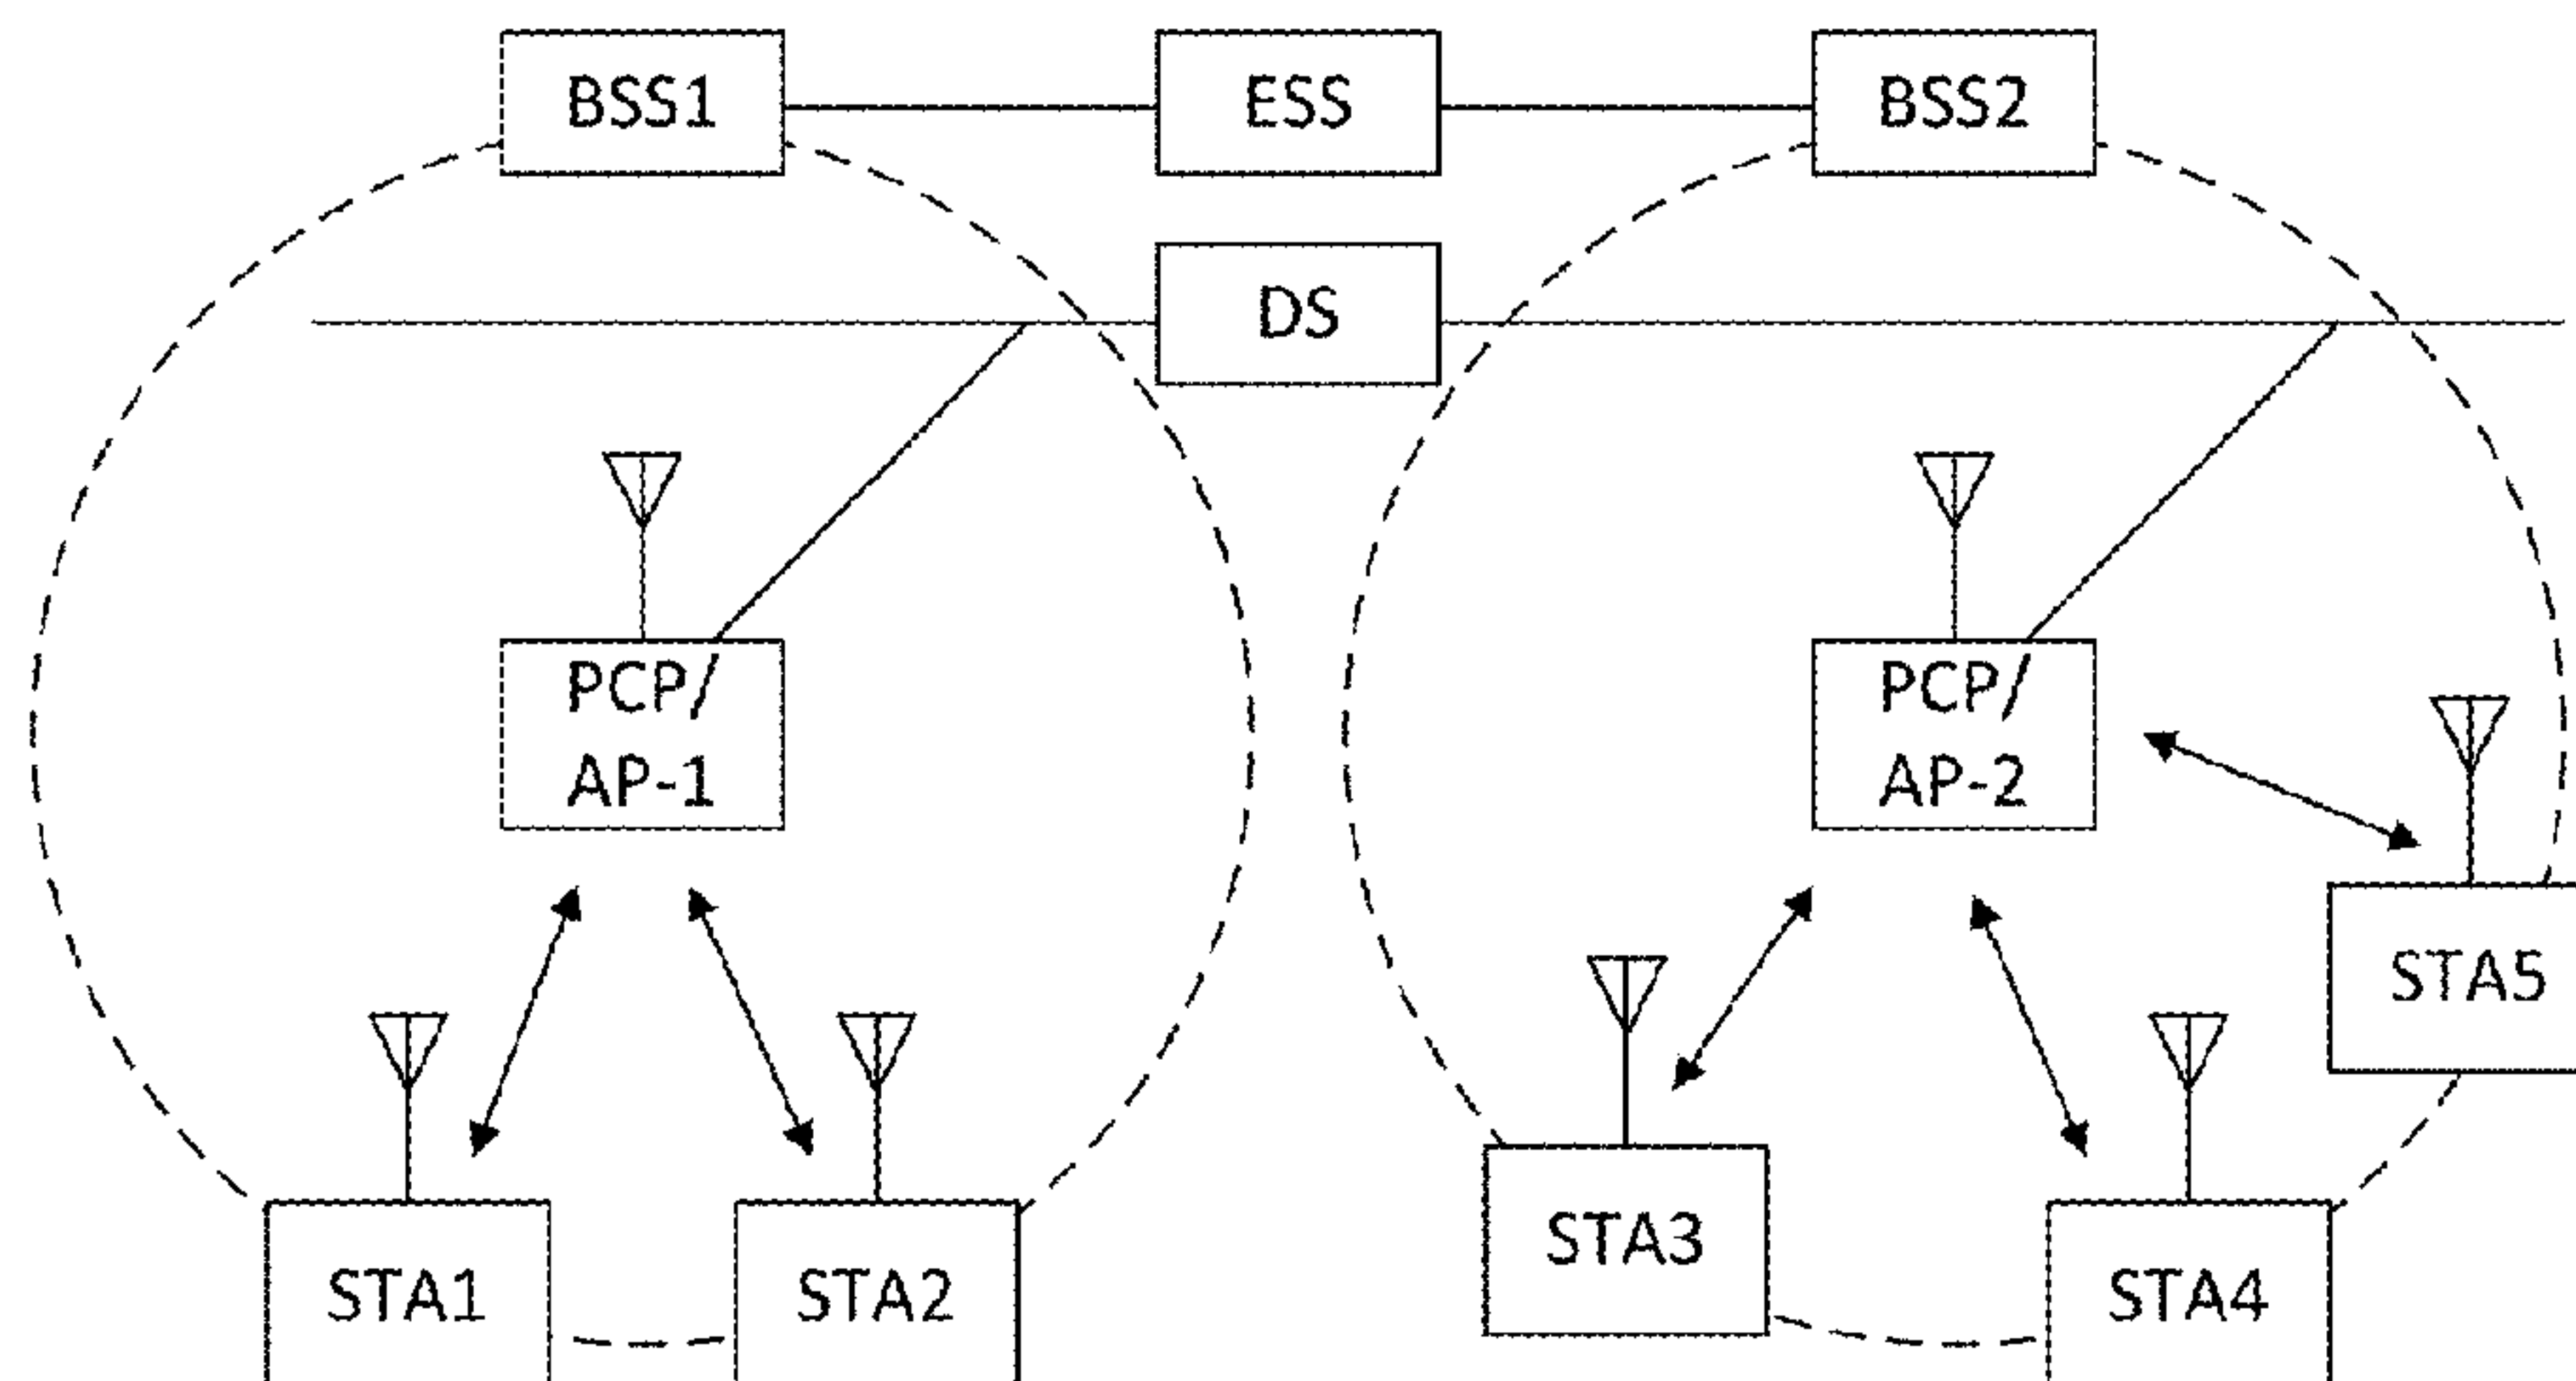 BSS1
ESS
BSS2
DS
PCP/
AP-1
PCP/
AP-2
STA5
STA3
STA4
STA1
STA2